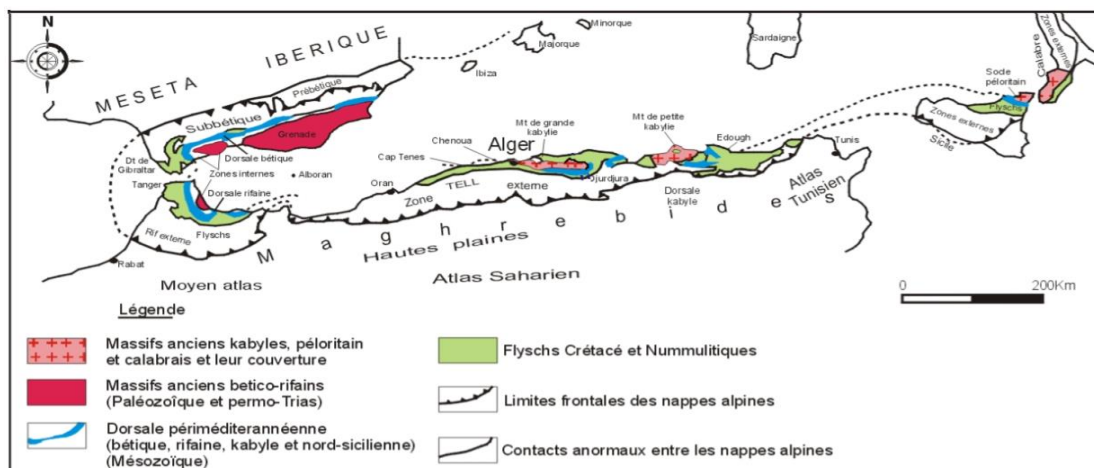 N
MESETA IBERIQUE
Minorque
Majorque
Ibiza
Sardaigne
Zones externes
Calabre
Socle
péloritain
Flyschs
Zones externes
Sicile
Prébétique
Subbétique
Grenade
Dorsale bétique
Dt de
Gibraltar
Zones internes
Alboran
Tanger
Dorsale rifaine
Flyschs
Rif externe
Rabat
Mt de grande
kabylie
Mt de petite
kabylie
Chenoua
Alger
Edough
Cap Tenes
Tunis
Oran
TELL externe
Zone
Djurdjura
Dorsale
kabyle
Atlas
Tunisien
Maghrebides
Hautes plaines
Atlas Saharien
Moyen atlas
0 200Km
Légende
Massifs anciens kabyles, péloritain
et calabrais et leur couverture
Massifs anciens betico-rifains
(Paléozoïque et permo-Trias)
Dorsale périméditerannéenne
(bétique, rifaine, kabyle et nord-sicilienne)
(Mésozoïque)
Flyschs Crétacé et Nummulitiques
Limites frontales des nappes alpines
Contacts anormaux entre les nappes alpines